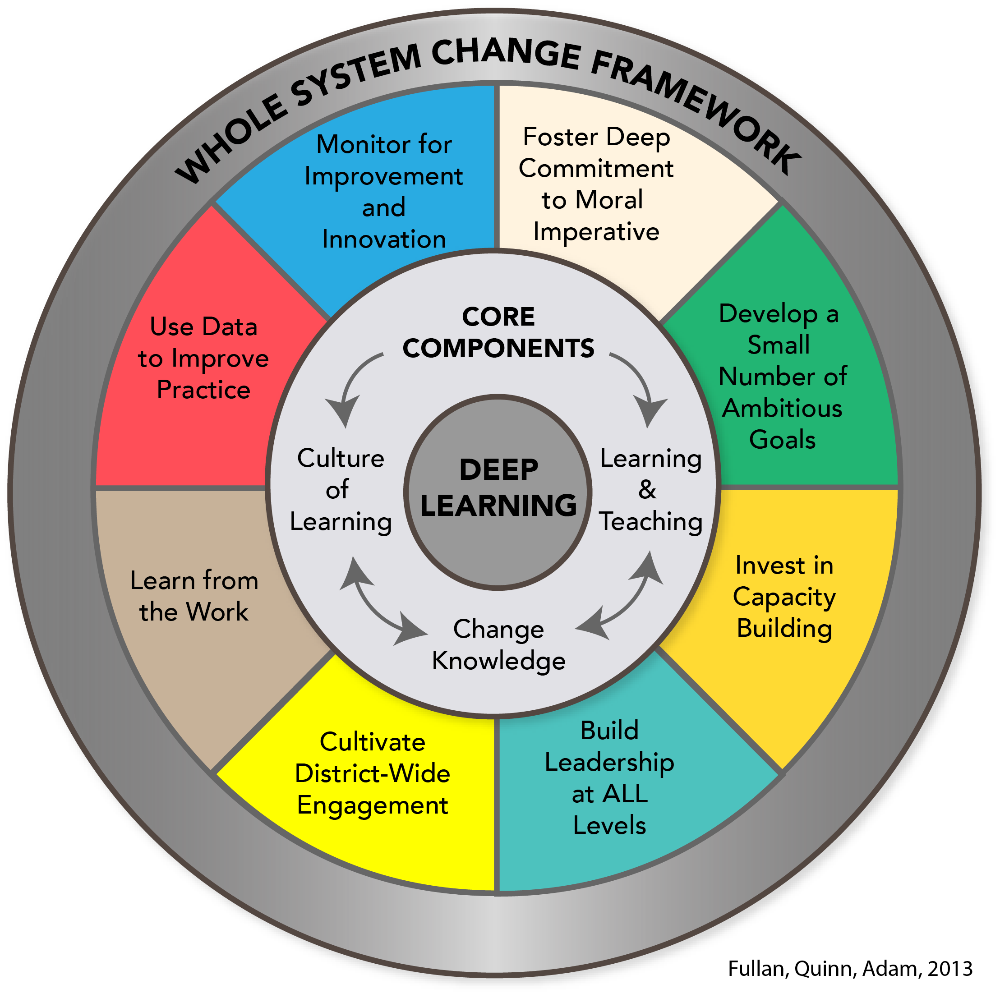 WHOLE SYSTEM CHANGE FRAMEWORK
Monitor for
Improvement
and
Innovation
Foster Deep
Commitment
to Moral
Imperative
Develop a
Small
Number of
Ambitious
Goals
Invest in
Capacity
Building
Build
Leadership
at ALL
Levels
Cultivate
District-Wide
Engagement
Learn from
the Work
Use Data
to Improve
Practice
CORE
COMPONENTS
Culture
of
Learning
Learning
&
Teaching
Change
Knowledge
DEEP
LEARNING
Fullan, Quinn, Adam, 2013